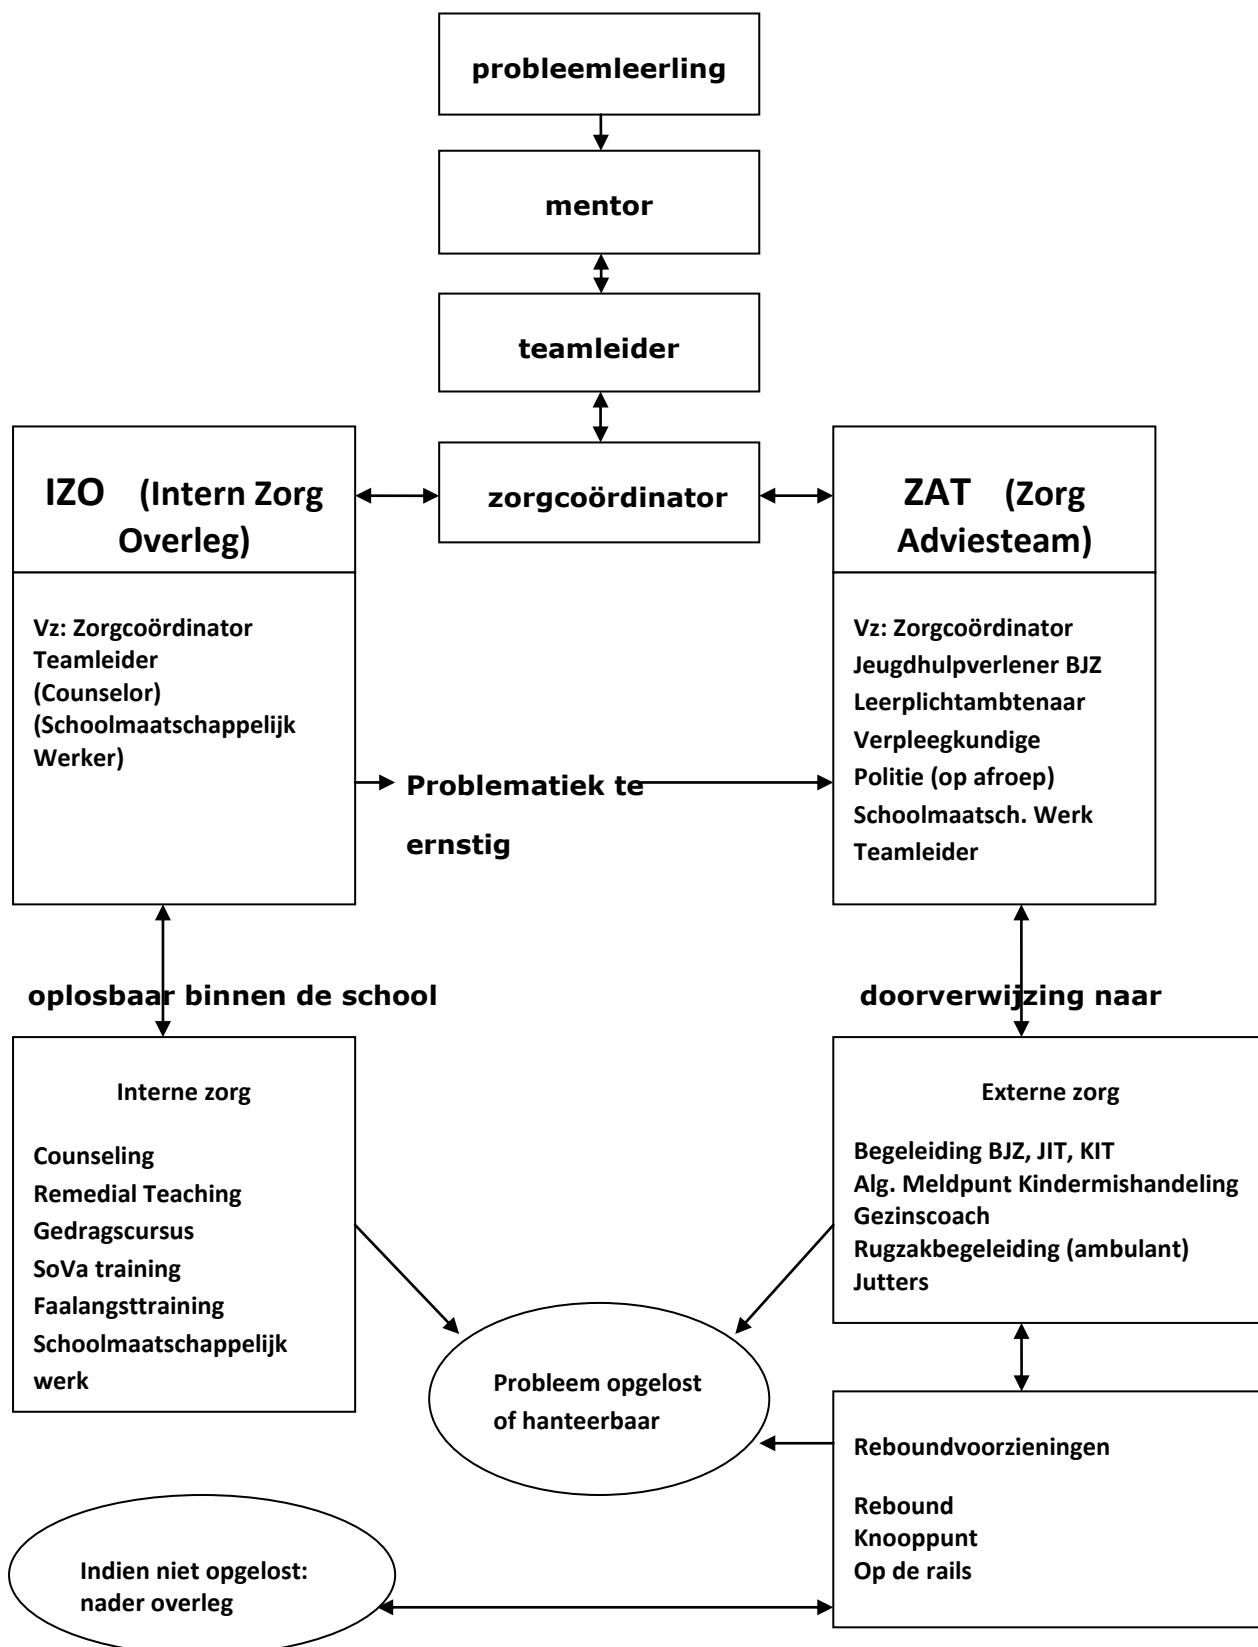 probleemleerling
mentor
teamleider
zorgcoördinator
IZO (Intern Zorg
Overleg)
Vz: Zorgcoördinator
Teamleider
(Counselor)
(Schoolmaatschappelijk
Werker)
ZAT (Zorg
Adviesteam)
Vz: Zorgcoördinator
Jeugdhulpverlener BJZ
Leerplichtambtenaar
Verpleegkundige
Politie (op afroep)
Schoolmaatsch. Werk
Teamleider
Problematiek te
ernstig
oplosbaar binnen de school
doorverwijzing naar
Interne zorg
Counseling
Remedial Teaching
Gedragscursus
SoVa training
Faalangsttraining
Schoolmaatschappelijk
werk
Externe zorg
Begeleiding BJZ, JIT, KIT
Alg. Meldpunt Kindermishandeling
Gezinscoach
Rugzakbegeleiding (ambulant)
Jutters
Probleem opgelost
of hanteerbaar
Reboundvoorzieningen
Rebound
Knooppunt
Op de rails
Indien niet opgelost:
nader overleg